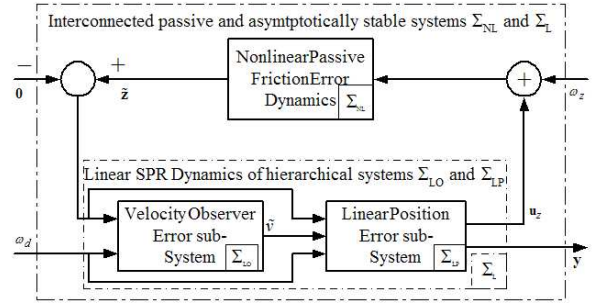 Interconnected passive and asymtptotically stable systems Σ_NL and Σ_L
− + + 
0 z̃ NonlinearPassive
FrictionError
Dynamics
Σ_NL ω_z
Linear SPR Dynamics of hierarchical systems Σ_LO and Σ_LP
VelocityObserver
Error sub-
System Σ_LO
ṽ
LinearPosition
Error sub-
System Σ_LP
u_z
ω_d
y
Σ_L